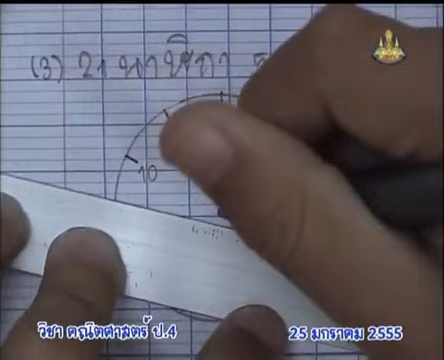 (3) 21 นาฬิกา
10
วิชา คณิตศาสตร์ ป.4
25 มกราคม 2555